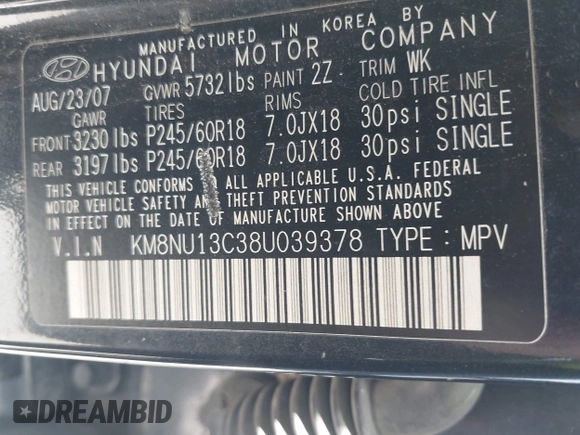 MANUFACTURED IN KOREA BY
HYUNDAI MOTOR COMPANY
AUG/23/07 GVWR 5732lbs PAINT 2Z TRIM WK
GAWR TIRES RIMS COLD TIRE INFL
FRONT 3230lbs P245/60R18 7.0JX18 30psi SINGLE
REAR 3197lbs P245/60R18 7.0JX18 30psi SINGLE
THIS VEHICLE CONFORMS TO ALL APPLICABLE U.S.A. FEDERAL
MOTOR VEHICLE SAFETY AND THEFT PREVENTION STANDARDS
IN EFFECT ON THE DATE OF MANUFACTURE SHOWN ABOVE.
V.I.N KM8NU13C38U039378 TYPE : MPV
DREAMBID